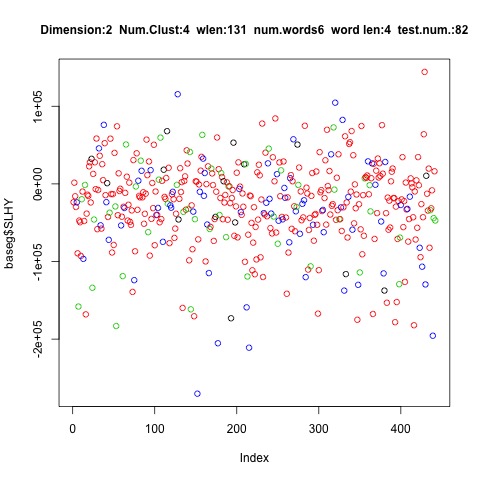 Dimension:2 Num.Clust:4 wlen:131 num.words6 word len:4 test.num.:82
baseg$SLHY
1e+05
0e+00
-1e+05
-2e+05
0 100 200 300 400
Index